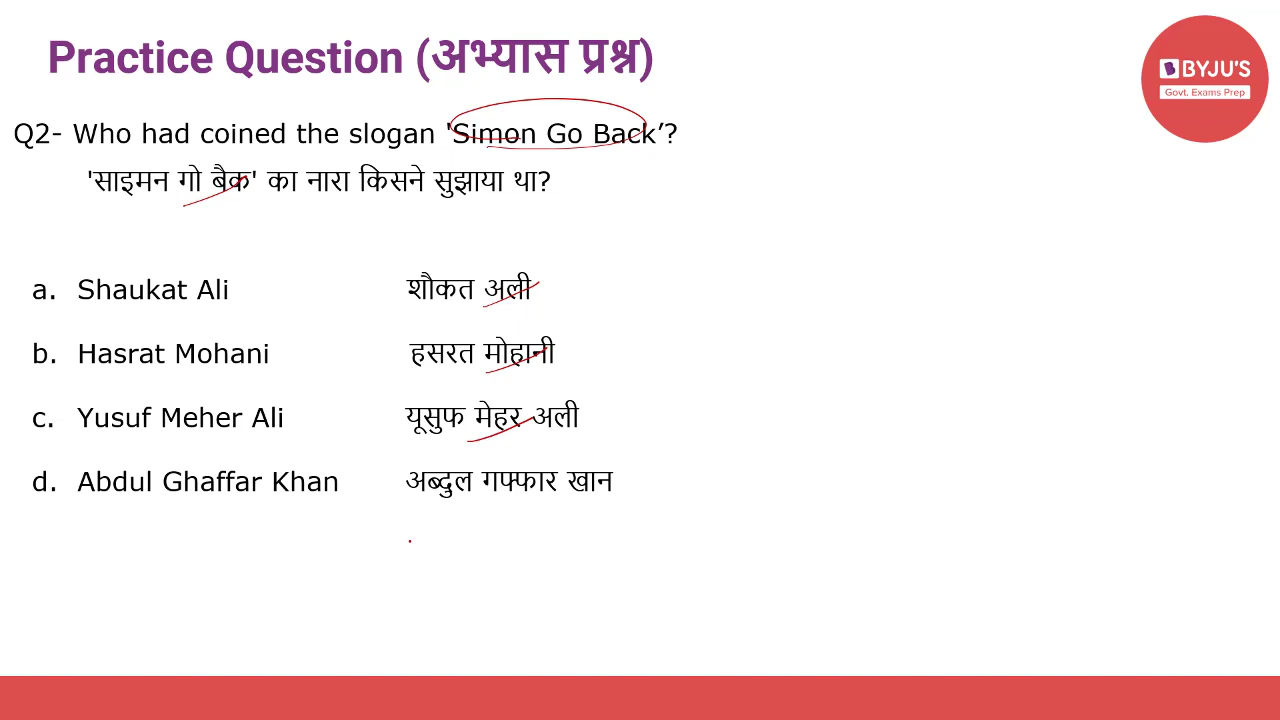 Practice Question (अभ्यास प्रश्न)
BYJU'S
Govt. Exams Prep
Q2- Who had coined the slogan 'Simon Go Back’?
'साइमन गो बैक' का नारा किसने सुझाया था?
a. Shaukat Ali शौकत अली
b. Hasrat Mohani हसरत मोहानी
c. Yusuf Meher Ali यूसुफ मेहर अली
d. Abdul Ghaffar Khan अब्दुल गफ्फार खान